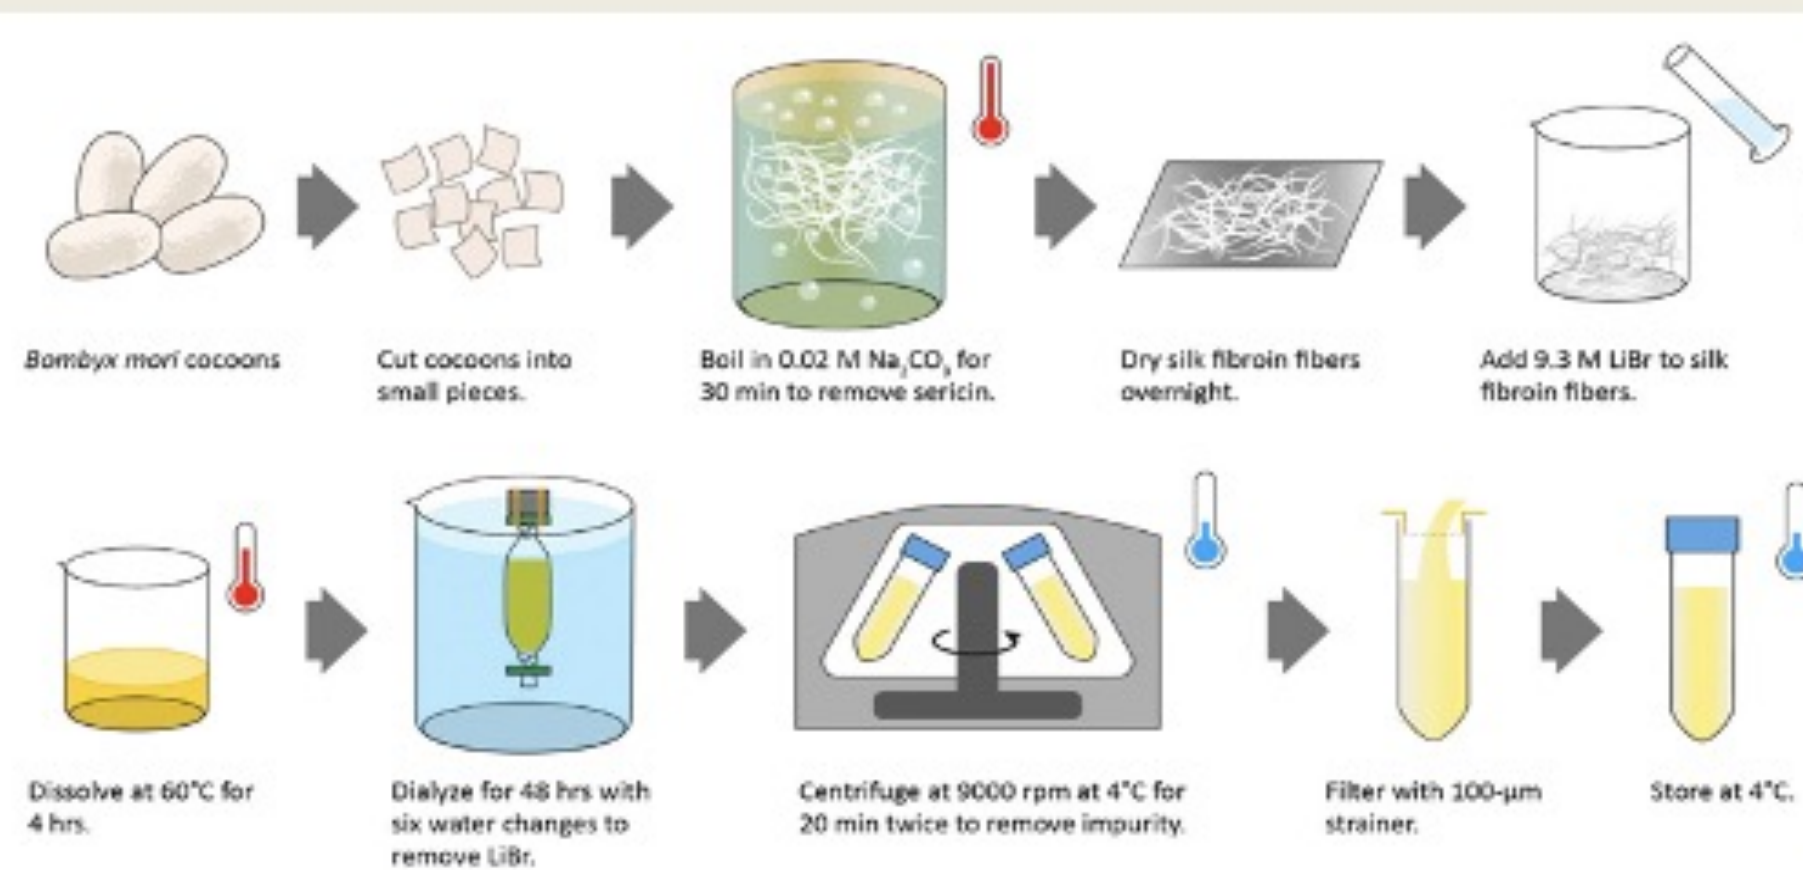 Bombyx mori cocoons
Cut cocoons into
small pieces.
Boil in 0.02 M Na₂CO₃ for
30 min to remove sericin.
Dry silk fibroin fibers
overnight.
Add 9.3 M LiBr to silk
fibroin fibers.
Dissolve at 60°C for
4 hrs.
Dialyze for 48 hrs with
six water changes to
remove LiBr.
Centrifuge at 9000 rpm at 4°C for
20 min twice to remove impurity.
Filter with 100-µm
strainer.
Store at 4°C.